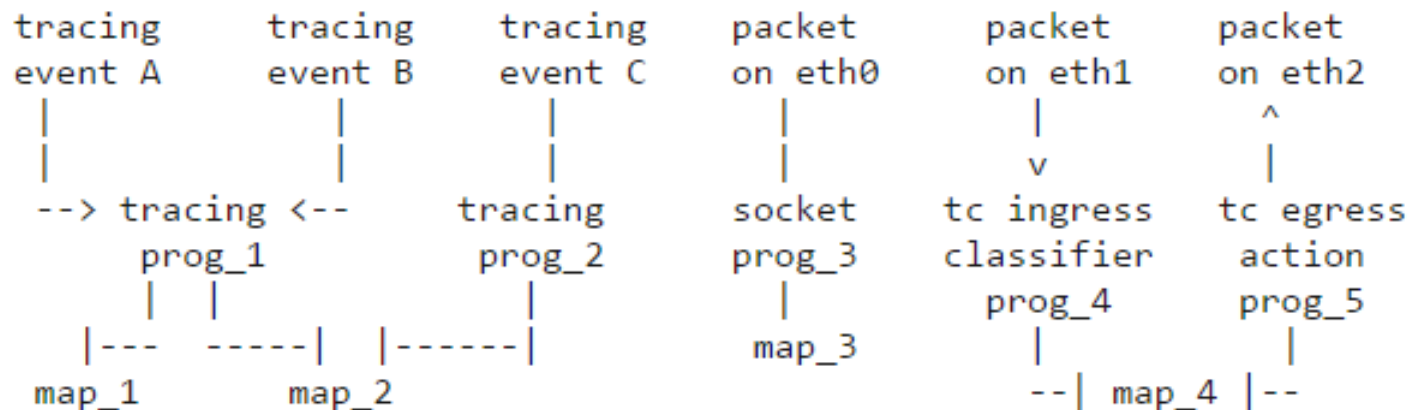 tracing     tracing    tracing    packet      packet     packet
event A     event B    event C    on eth0     on eth1    on eth2
 |             |         |          |           |          ^
 |             |         |          |           v          |
 --> tracing <--     tracing      socket    tc ingress   tc egress
      prog_1          prog_2      prog_3    classifier    action
      |  |              |           |         prog_4      prog_5
   |---  -----|  |------|         map_3         |           |
 map_1       map_2                              --| map_4 |--